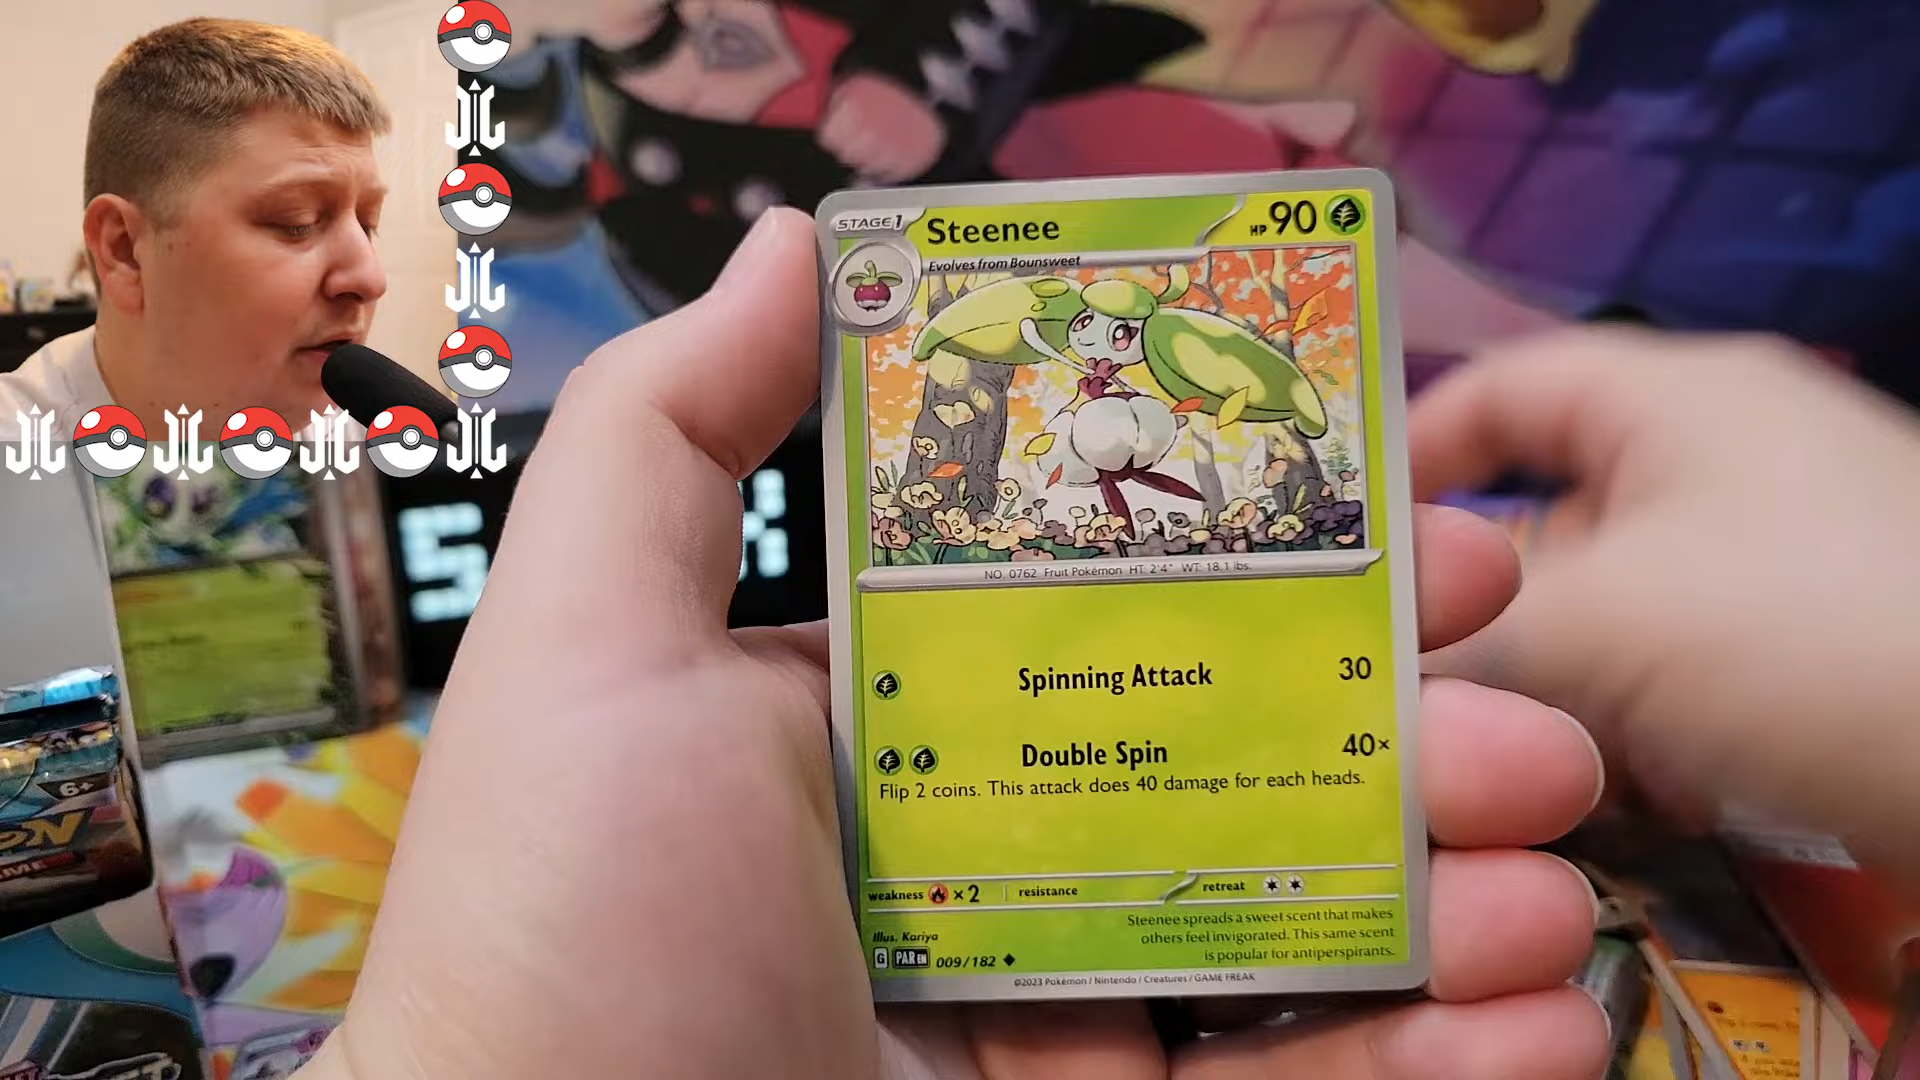 STAGE1
Steenee
HP 90
Evolves from Bounsweet
NO. 0762 Fruit Pokémon HT: 2'4" WT: 18.1 lbs.
Spinning Attack 30
Double Spin 40×
Flip 2 coins. This attack does 40 damage for each heads.
weakness ×2 resistance retreat
Steenee spreads a sweet scent that makes
others feel invigorated. This same scent
is popular for antiperspirants.
Illus. Kariya
G PAR EN 009/182
©2023 Pokémon / Nintendo / Creatures / GAME FREAK
6+